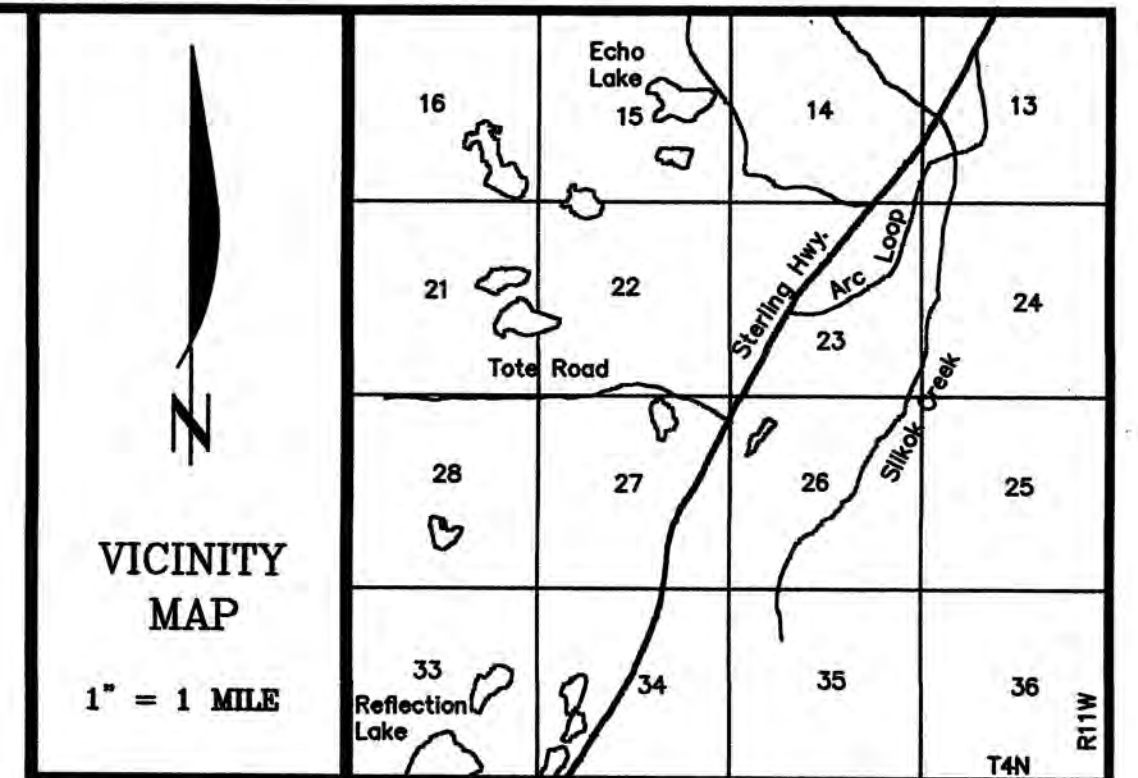 N
VICINITY
MAP
1" = 1 MILE
Echo
Lake
16
15
14
13
21
22
23
24
Sterling Hwy.
Arc Loop
Tote Road
Slikok Creek
28
27
26
25
33
34
35
36
Reflection
Lake
R11W
T4N